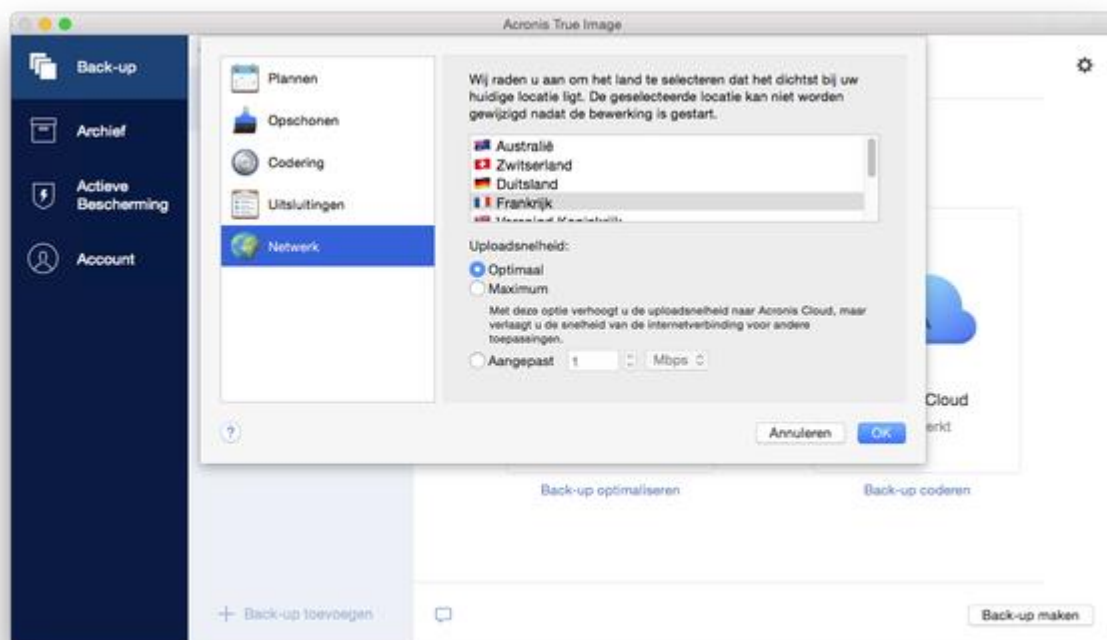 Acronis True Image
Back-up
Archief
Actieve
Bescherming
Account
Plannen
Opschonen
Codering
Uitsluitingen
Netwerk
Wij raden u aan om het land te selecteren dat het dichtst bij uw
huidige locatie ligt. De geselecteerde locatie kan niet worden
gewijzigd nadat de bewerking is gestart.
Australië
Zwitserland
Duitsland
Frankrijk
Uploadsnelheid:
Optimaal
Maximum
Met deze optie verhoogt u de uploadsnelheid naar Acronis Cloud, maar
verlaagt u de snelheid van de internetverbinding voor andere
toepassingen.
Aangepast 1 Mbps
?
Annuleren OK
Cloud
erkt
Back-up optimaliseren
Back-up coderen
+ Back-up toevoegen
Back-up maken